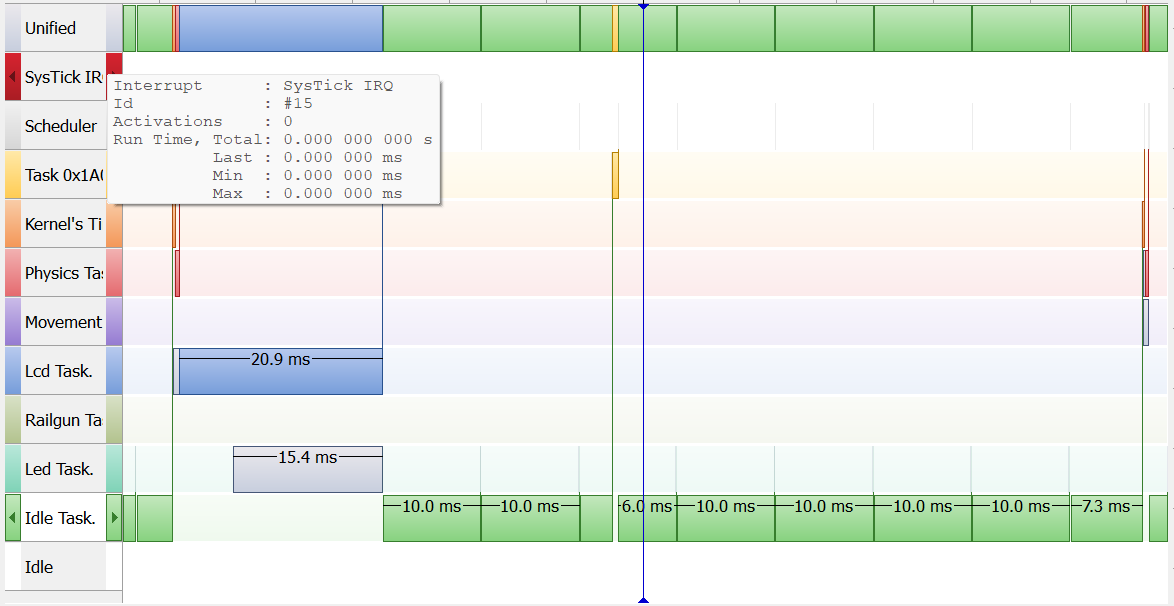 Unified
SysTick IR
Interrupt : SysTick IRQ
Id : #15
Activations : 0
Run Time, Total: 0.000 000 000 s
Last : 0.000 000 ms
Min : 0.000 000 ms
Max : 0.000 000 ms
Scheduler
Task 0x1A
Kernel's Ti
Physics Tas
Movement
Lcd Task.
20.9 ms
Railgun Ta
Led Task.
15.4 ms
Idle Task.
10.0 ms 10.0 ms 6.0 ms 10.0 ms 10.0 ms 10.0 ms 10.0 ms 7.3 ms
Idle